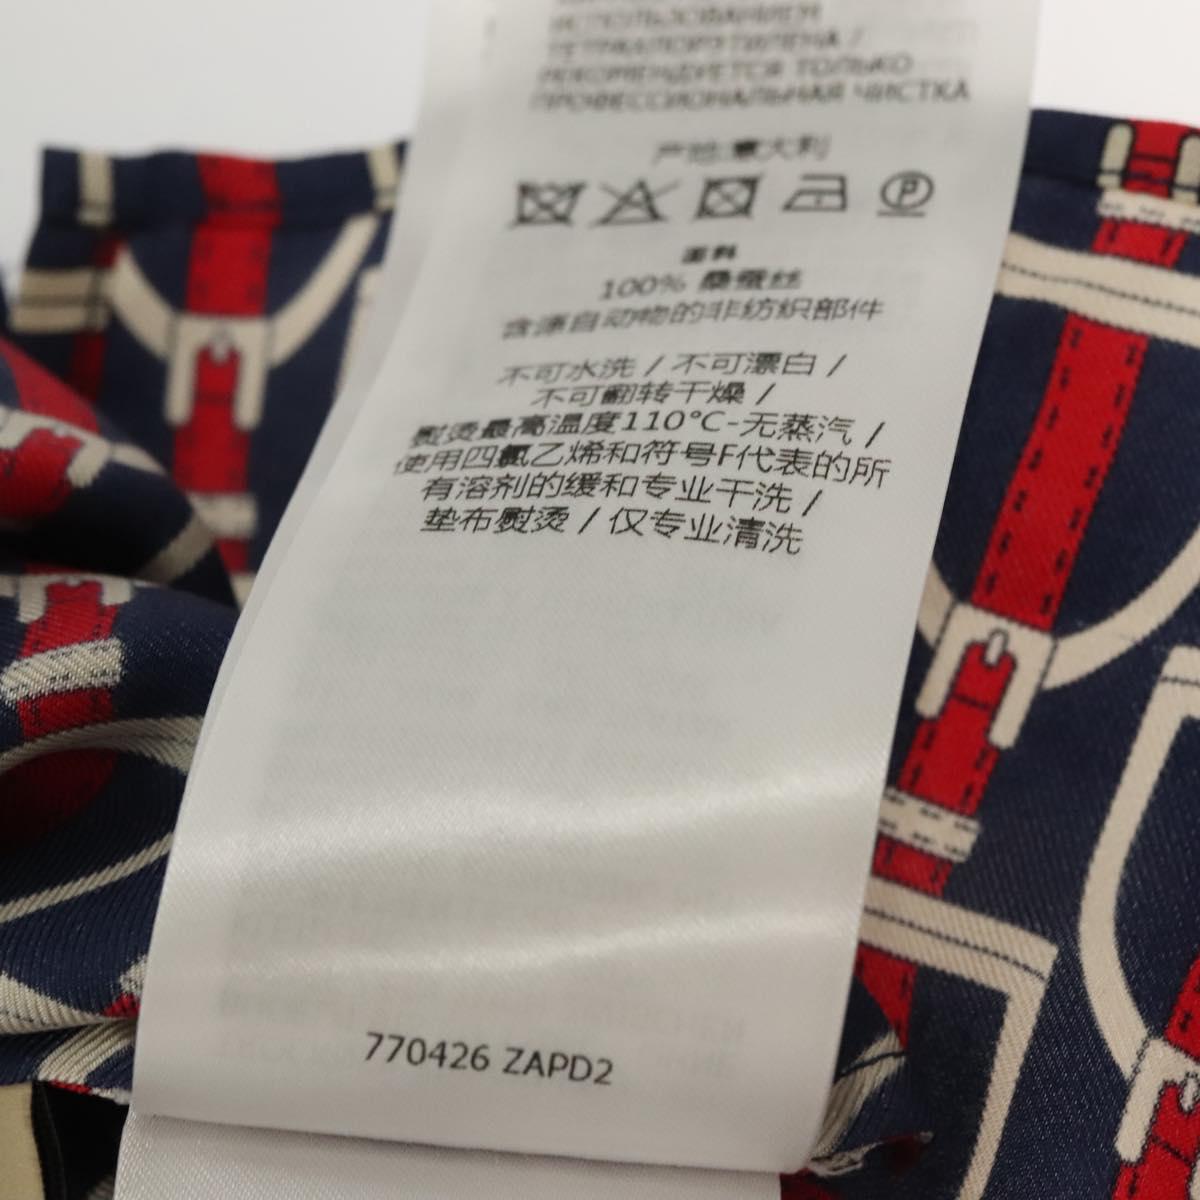 ИСПОЛЬЗОВАНИЕМ
ТЕТРАХЛОРЭТИЛЕНА /
РЕКОМЕНДУЕТСЯ ТОЛЬКО
ПРОФЕССИОНАЛЬНАЯ ЧИСТКА
产地:意大利
P
面料
100% 桑蚕丝
含源自动物的非纺织部件
不可水洗 / 不可漂白 /
不可翻转干燥 /
熨烫最高温度110°C-无蒸汽 /
使用四氯乙烯和符号F代表的所
有溶剂的缓和专业干洗 /
垫布熨烫 / 仅专业清洗
770426 ZAPD2